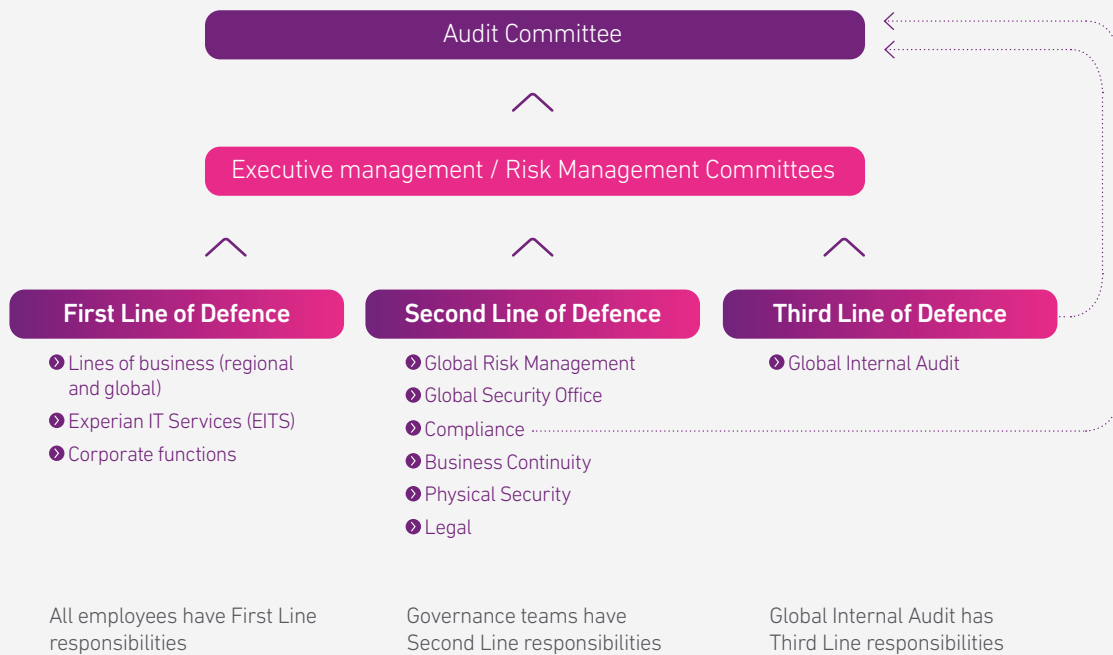 Audit Committee
Executive management / Risk Management Committees
First Line of Defence
Lines of business (regional
and global)
Experian IT Services (EITS)
Corporate functions
All employees have First Line
responsibilities
Second Line of Defence
Global Risk Management
Global Security Office
Compliance
Business Continuity
Physical Security
Legal
Governance teams have
Second Line responsibilities
Third Line of Defence
Global Internal Audit
Global Internal Audit has
Third Line responsibilities